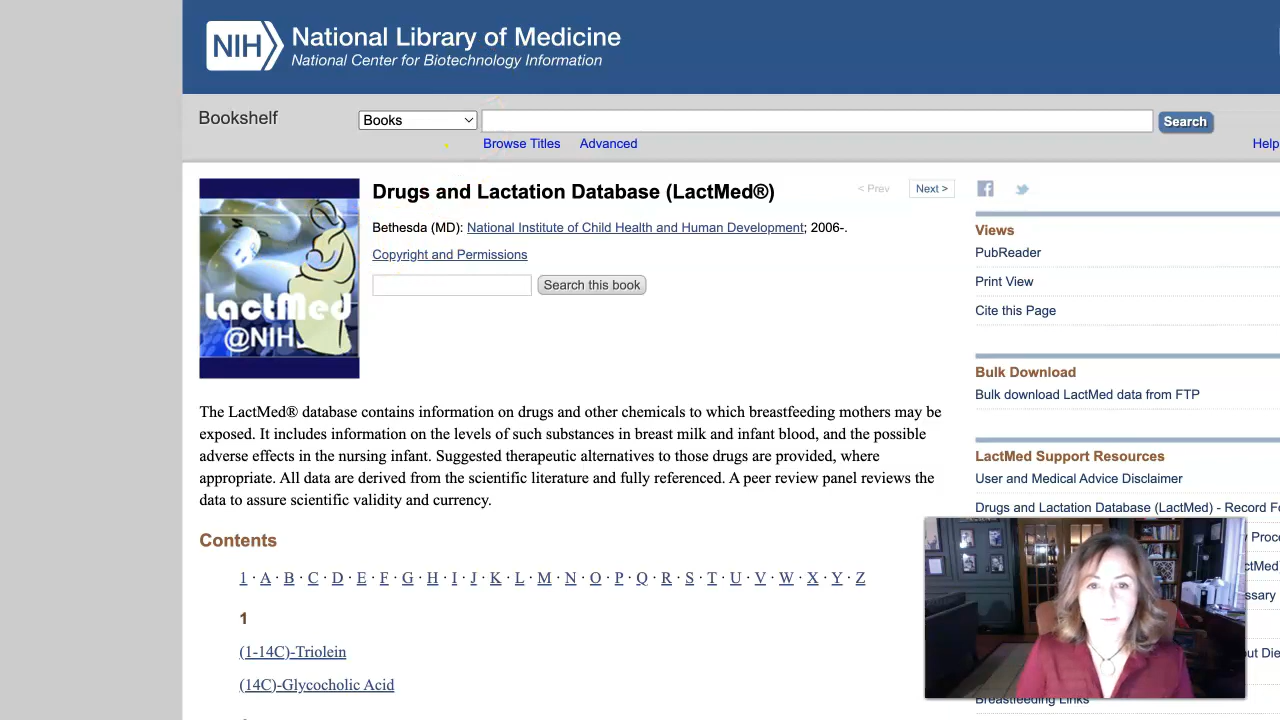 NIH National Library of Medicine
National Center for Biotechnology Information
Bookshelf
Books
Search
Browse Titles Advanced
Help
LactMed
@NIH
Drugs and Lactation Database (LactMed®)
< Prev
Next >
Bethesda (MD): National Institute of Child Health and Human Development; 2006-.
Copyright and Permissions
Search this book
The LactMed® database contains information on drugs and other chemicals to which breastfeeding mothers may be
exposed. It includes information on the levels of such substances in breast milk and infant blood, and the possible
adverse effects in the nursing infant. Suggested therapeutic alternatives to those drugs are provided, where
appropriate. All data are derived from the scientific literature and fully referenced. A peer review panel reviews the
data to assure scientific validity and currency.
Contents
1 · A · B · C · D · E · F · G · H · I · J · K · L · M · N · O · P · Q · R · S · T · U · V · W · X · Y · Z
1
(1-14C)-Triolein
(14C)-Glycocholic Acid
Views
PubReader
Print View
Cite this Page
Bulk Download
Bulk download LactMed data from FTP
LactMed Support Resources
User and Medical Advice Disclaimer
Drugs and Lactation Database (LactMed) - Record Fo
Breastfeeding Links